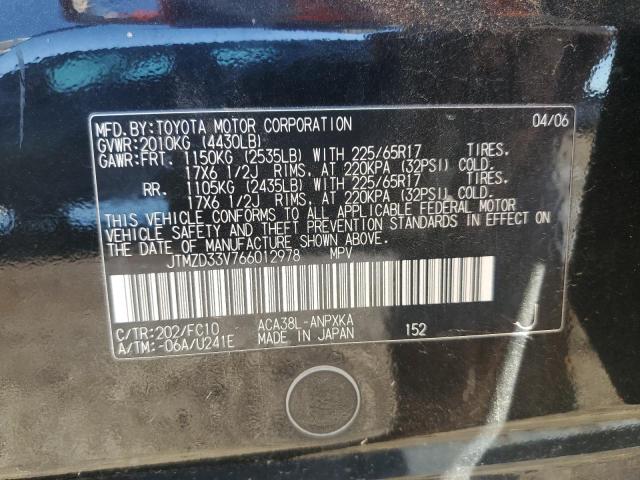 MFD.BY:TOYOTA MOTOR CORPORATION 04/06
GVWR:2010KG (4430LB)
GAWR:FRT. 1150KG (2535LB) WITH 225/65R17 TIRES.
17X6 1/2J RIMS. AT 220KPA (32PSI) COLD.
RR. 1105KG (2435LB) WITH 225/65R17 TIRES.
17X6 1/2J RIMS. AT 220KPA (32PSI) COLD.
THIS VEHICLE CONFORMS TO ALL APPLICABLE FEDERAL MOTOR
VEHICLE SAFETY AND THEFT PREVENTION STANDARDS IN EFFECT ON
THE DATE OF MANUFACTURE SHOWN ABOVE.
JTMZD33V766012978 MPV
C/TR:202/FC10 ACA38L-ANPXKA 152 J
A/TM:-06A/U241E MADE IN JAPAN